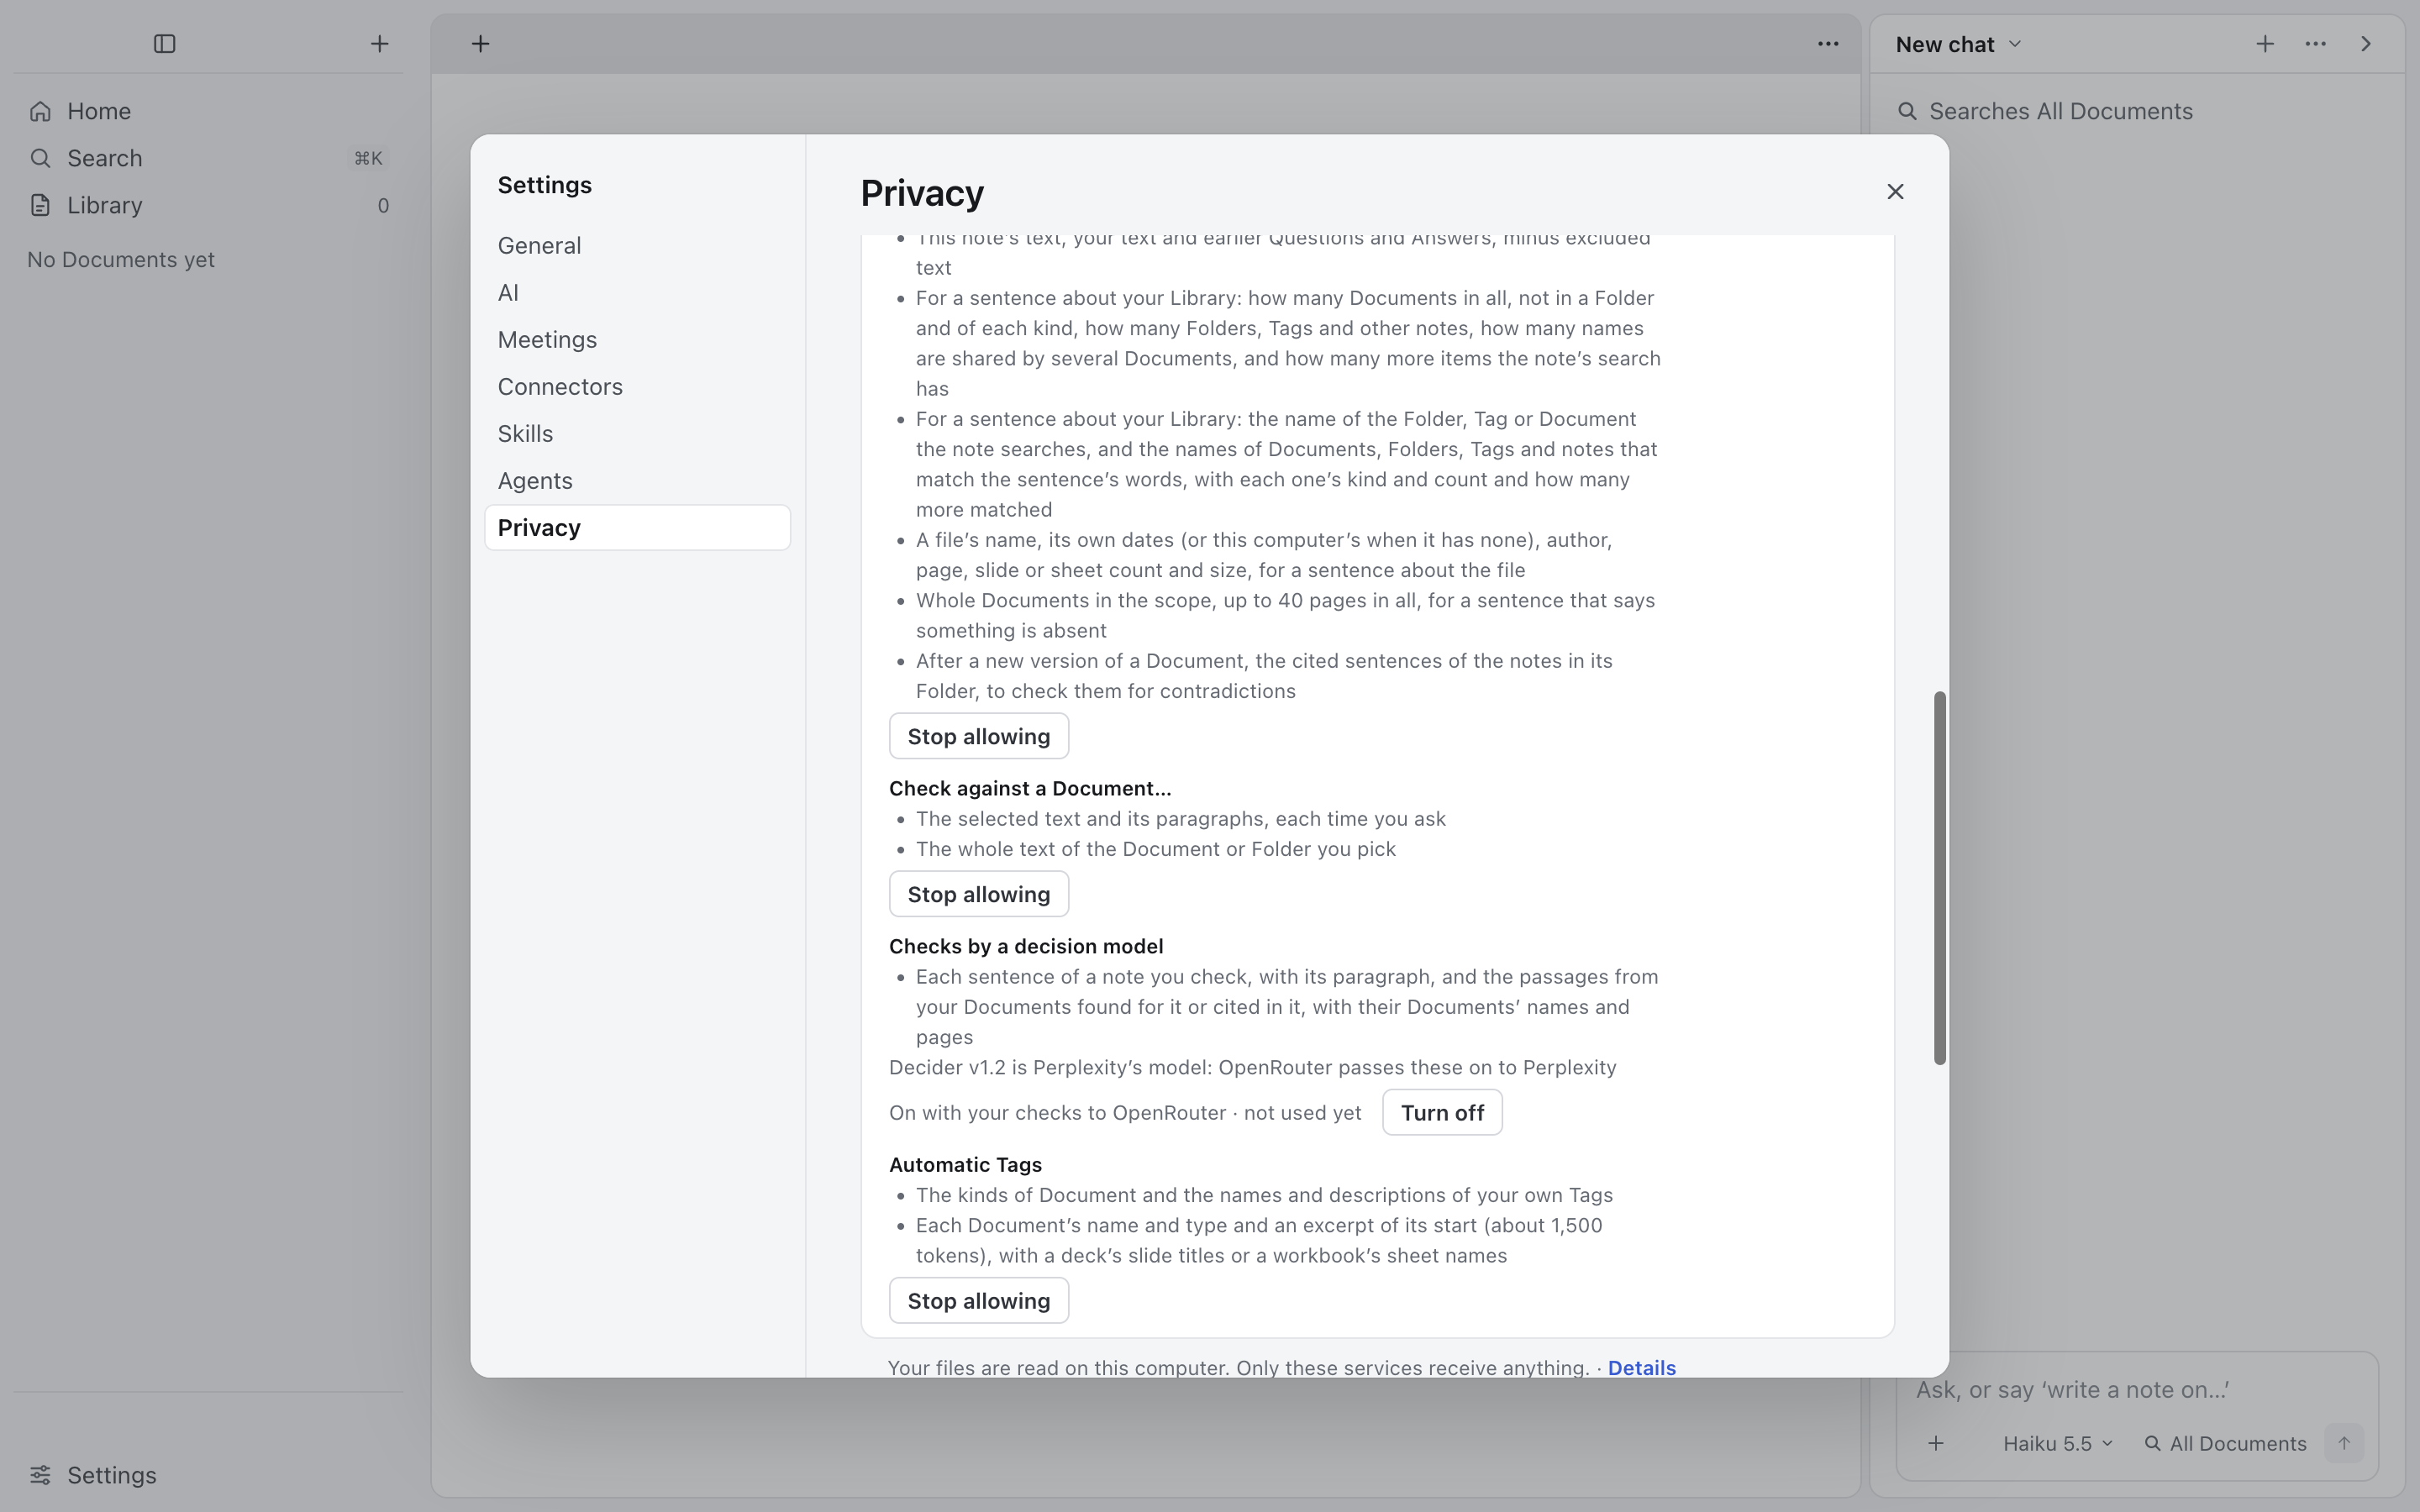 Home
Search
⌘K
Library
0
No Documents yet
Settings
Settings
General
AI
Meetings
Connectors
Skills
Agents
Privacy
Privacy
This note’s text, your text and earlier Questions and Answers, minus excluded
text
For a sentence about your Library: how many Documents in all, not in a Folder
and of each kind, how many Folders, Tags and other notes, how many names
are shared by several Documents, and how many more items the note’s search
has
For a sentence about your Library: the name of the Folder, Tag or Document
the note searches, and the names of Documents, Folders, Tags and notes that
match the sentence’s words, with each one’s kind and count and how many
more matched
A file’s name, its own dates (or this computer’s when it has none), author,
page, slide or sheet count and size, for a sentence about the file
Whole Documents in the scope, up to 40 pages in all, for a sentence that says
something is absent
After a new version of a Document, the cited sentences of the notes in its
Folder, to check them for contradictions
Stop allowing
Check against a Document...
The selected text and its paragraphs, each time you ask
The whole text of the Document or Folder you pick
Stop allowing
Checks by a decision model
Each sentence of a note you check, with its paragraph, and the passages from
your Documents found for it or cited in it, with their Documents’ names and
pages
Decider v1.2 is Perplexity’s model: OpenRouter passes these on to Perplexity
On with your checks to OpenRouter · not used yet
Turn off
Automatic Tags
The kinds of Document and the names and descriptions of your own Tags
Each Document’s name and type and an excerpt of its start (about 1,500
tokens), with a deck’s slide titles or a workbook’s sheet names
Stop allowing
Your files are read on this computer. Only these services receive anything. · Details
New chat
Searches All Documents
Ask, or say ‘write a note on...’
Haiku 5.5
All Documents